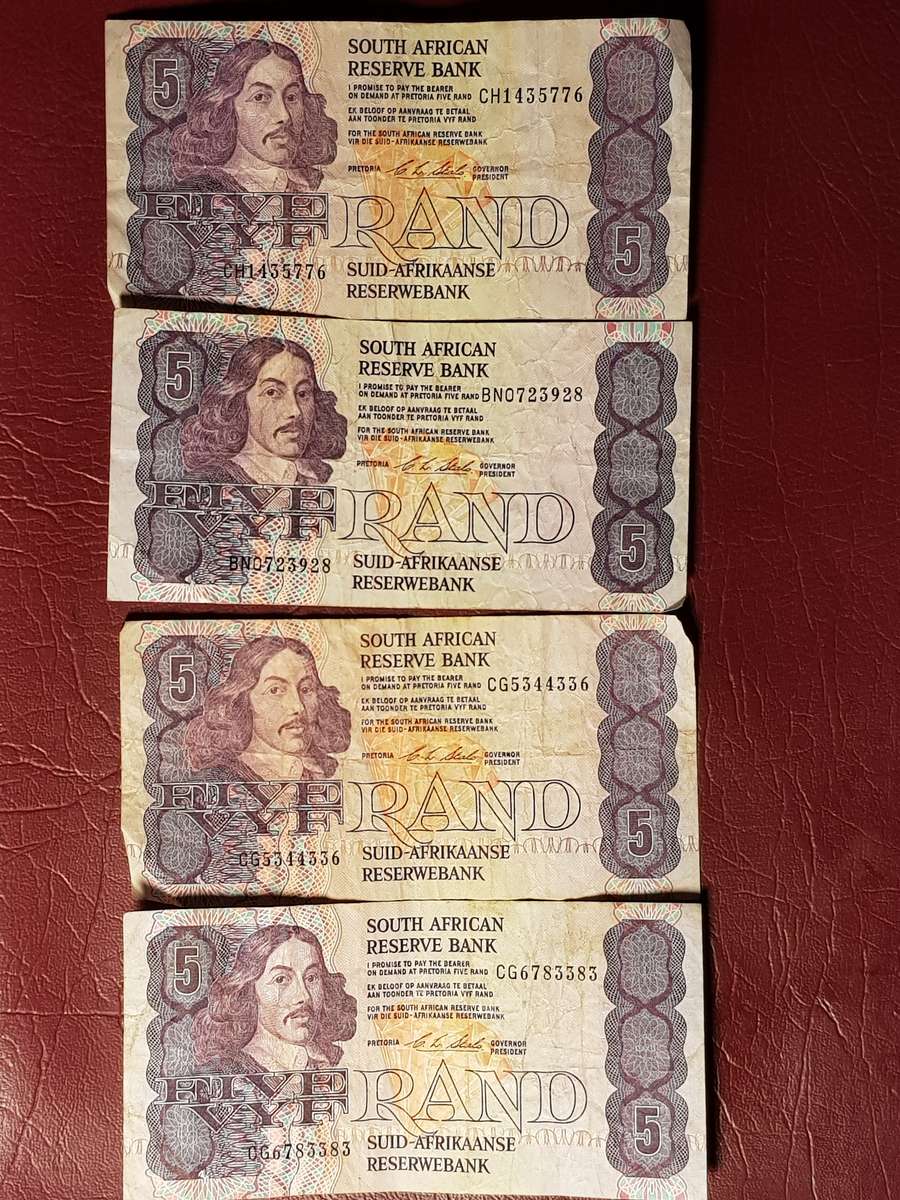 5
SOUTH AFRICAN
RESERVE BANK
I PROMISE TO PAY THE BEARER
ON DEMAND AT PRETORIA FIVE RAND CH1435776
EK BELOOF OP AANVRAAG TE BETAAL
AAN TOONDER TE PRETORIA VYF RAND
FOR THE SOUTH AFRICAN RESERVE BANK
VIR DIE SUID-AFRIKAANSE RESERWEBANK
PRETORIA GOVERNOR
PRESIDENT
FIVE
VYF RAND
5
CH1435776 SUID-AFRIKAANSE
RESERWEBANK
5
SOUTH AFRICAN
RESERVE BANK
I PROMISE TO PAY THE BEARER
ON DEMAND AT PRETORIA FIVE RAND BN0723928
EK BELOOF OP AANVRAAG TE BETAAL
AAN TOONDER TE PRETORIA VYF RAND
FOR THE SOUTH AFRICAN RESERVE BANK
VIR DIE SUID-AFRIKAANSE RESERWEBANK
PRETORIA GOVERNOR
PRESIDENT
FIVE
VYF RAND
5
BN0723928 SUID-AFRIKAANSE
RESERWEBANK
5
SOUTH AFRICAN
RESERVE BANK
I PROMISE TO PAY THE BEARER
ON DEMAND AT PRETORIA FIVE RAND CG5344336
EK BELOOF OP AANVRAAG TE BETAAL
AAN TOONDER TE PRETORIA VYF RAND
FOR THE SOUTH AFRICAN RESERVE BANK
VIR DIE SUID-AFRIKAANSE RESERWEBANK
PRETORIA GOVERNOR
PRESIDENT
FIVE
VYF RAND
5
CG5344336 SUID-AFRIKAANSE
RESERWEBANK
5
SOUTH AFRICAN
RESERVE BANK
I PROMISE TO PAY THE BEARER
ON DEMAND AT PRETORIA FIVE RAND CG6783383
EK BELOOF OP AANVRAAG TE BETAAL
AAN TOONDER TE PRETORIA VYF RAND
FOR THE SOUTH AFRICAN RESERVE BANK
VIR DIE SUID-AFRIKAANSE RESERWEBANK
PRETORIA GOVERNOR
PRESIDENT
FIVE
VYF RAND
5
CG6783383 SUID-AFRIKAANSE
RESERWEBANK